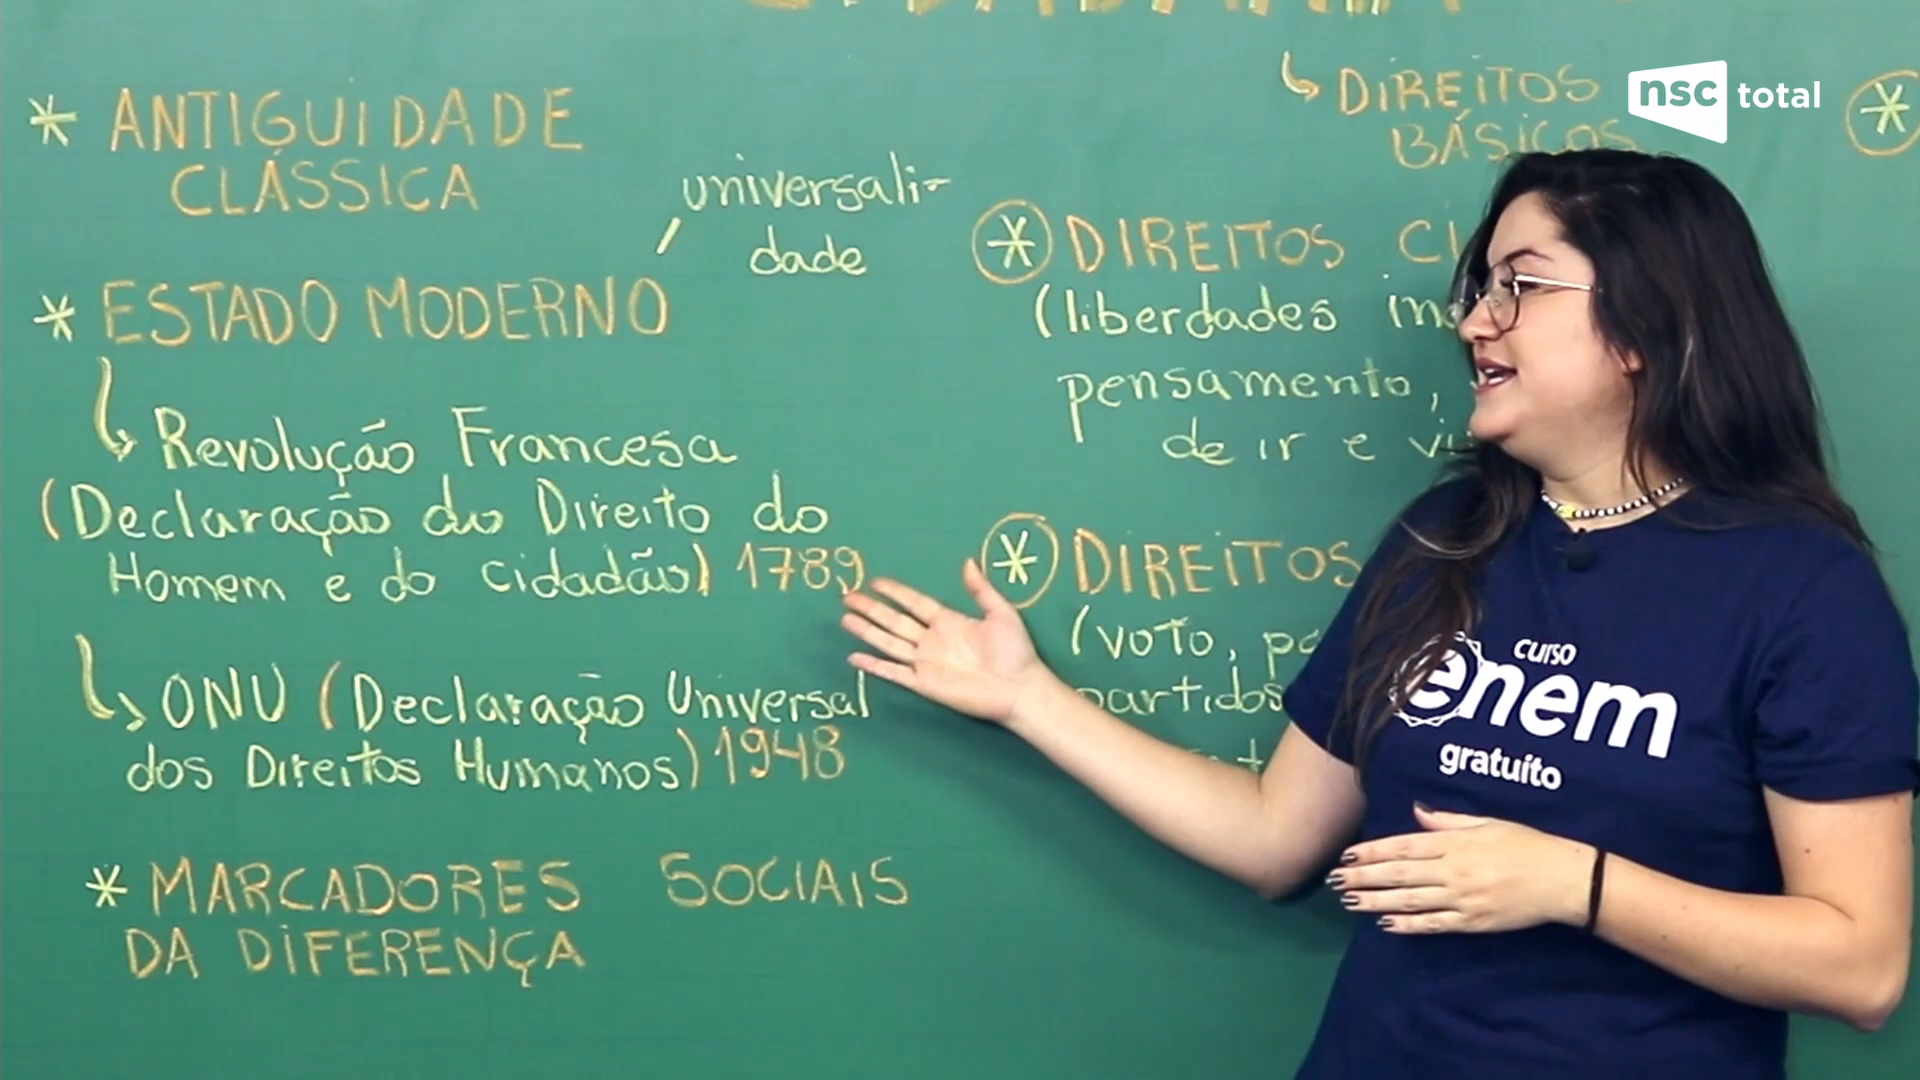 * ANTIGUIDADE
CLÁSSICA
universali-
dade
* ESTADO MODERNO
Revolução Francesa
(Declaração do Direito do
Homem e do cidadão) 1789
ONU (Declaração Universal
dos Direitos Humanos) 1948
* MARCADORES SOCIAIS
DA DIFERENÇA
DIREITOS
BÁSICOS
* DIREITOS
(liberdades
pensamento,
de ir e
* DIREITOS
(voto,
partidos
*
nsc total
curso
enem
gratuito